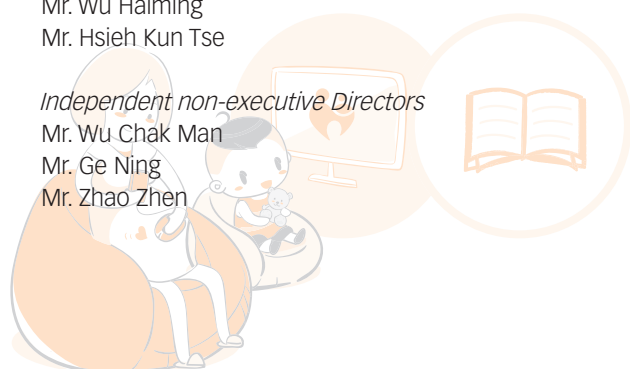 Mr. Wu Haiming
Mr. Hsieh Kun Tse
Independent non-executive Directors
Mr. Wu Chak Man
Mr. Ge Ning
Mr. Zhao Zhen